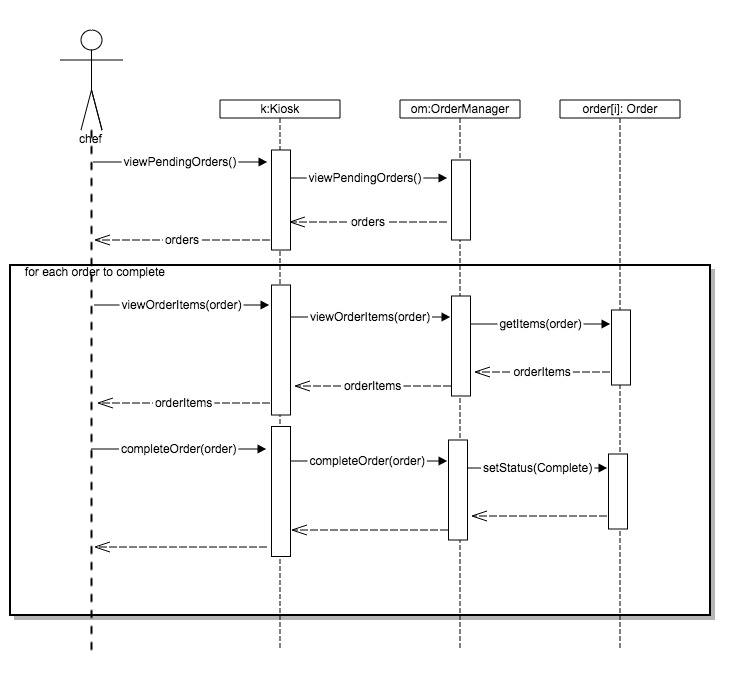 k:Kiosk
om:OrderManager
order[i]: Order
chef
viewPendingOrders()
viewPendingOrders()
orders
orders
for each order to complete
viewOrderItems(order)
viewOrderItems(order)
getItems(order)
orderItems
orderItems
orderItems
completeOrder(order)
completeOrder(order)
setStatus(Complete)